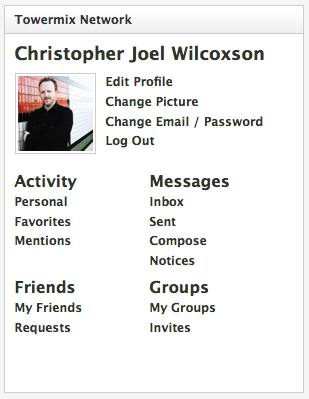 Towermix Network
Christopher Joel Wilcoxson
Edit Profile
Change Picture
Change Email / Password
Log Out
Activity
Personal
Favorites
Mentions
Messages
Inbox
Sent
Compose
Notices
Friends
My Friends
Requests
Groups
My Groups
Invites